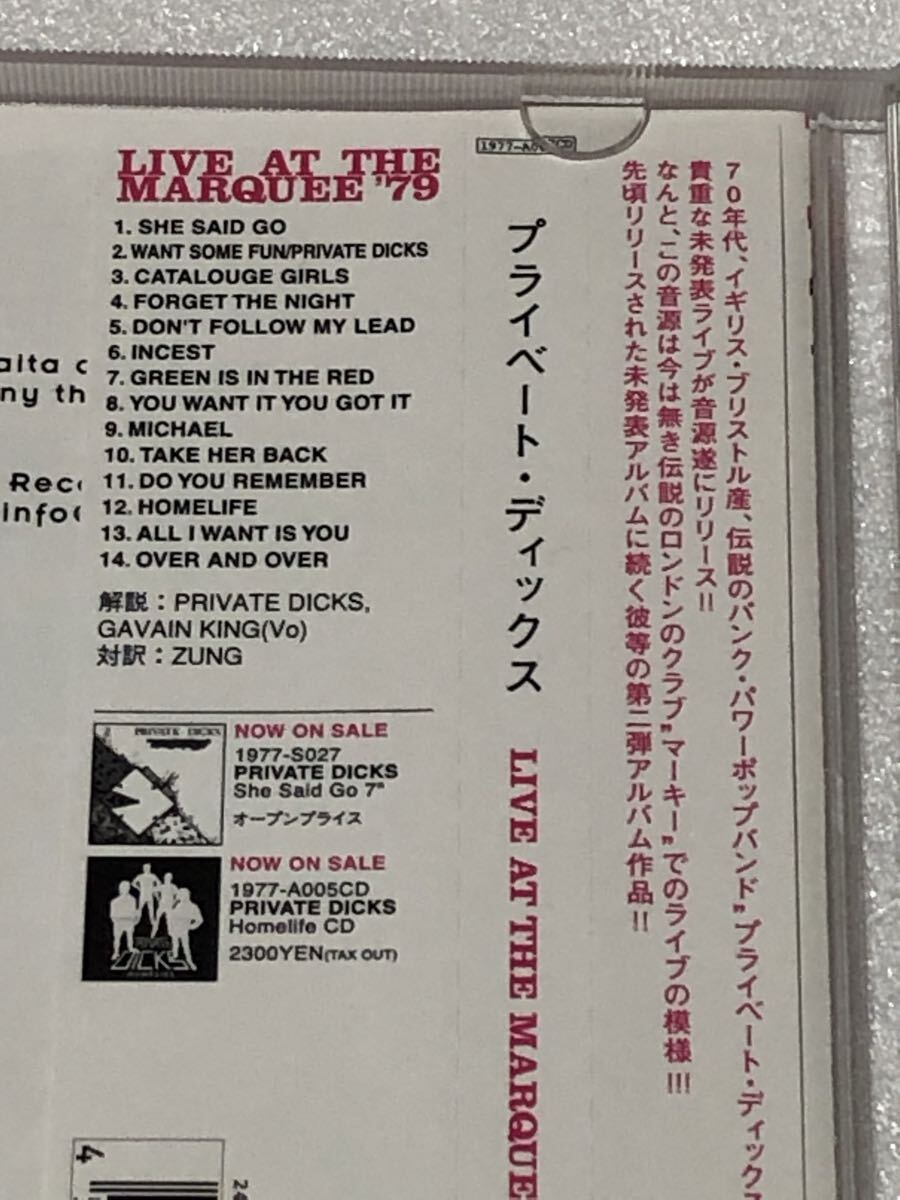 LIVE AT THE
MARQUEE '79
1. SHE SAID GO
2. WANT SOME FUN/PRIVATE DICKS
3. CATALOUGE GIRLS
4. FORGET THE NIGHT
5. DON'T FOLLOW MY LEAD
6. INCEST
7. GREEN IS IN THE RED
8. YOU WANT IT YOU GOT IT
9. MICHAEL
10. TAKE HER BACK
11. DO YOU REMEMBER
12. HOMELIFE
13. ALL I WANT IS YOU
14. OVER AND OVER
解説：PRIVATE DICKS,
GAVAIN KING(Vo)
対訳：ZUNG
PRIVATE DICKS
NOW ON SALE
1977-S027
PRIVATE DICKS
She Said Go 7"
オープンプライス
PRIVATE
DICKS
HOMELIFE
NOW ON SALE
1977-A005CD
PRIVATE DICKS
Homelife CD
2300YEN(TAX OUT)
プライベート・ディックス LIVE AT THE MARQUE
70年代、イギリス・ブリストル産、伝説のパンク・パワーポップバンド"プライベート・ディックス
貴重な未発表ライブが音源遂にリリース!!
なんと、この音源は今は無き伝説のロンドンのクラブ"マーキー"でのライブの模様!!!
先頃リリースされた未発表アルバムに続く彼等の第二弾アルバム作品!!
alta
ny th
Rec
info
4
24